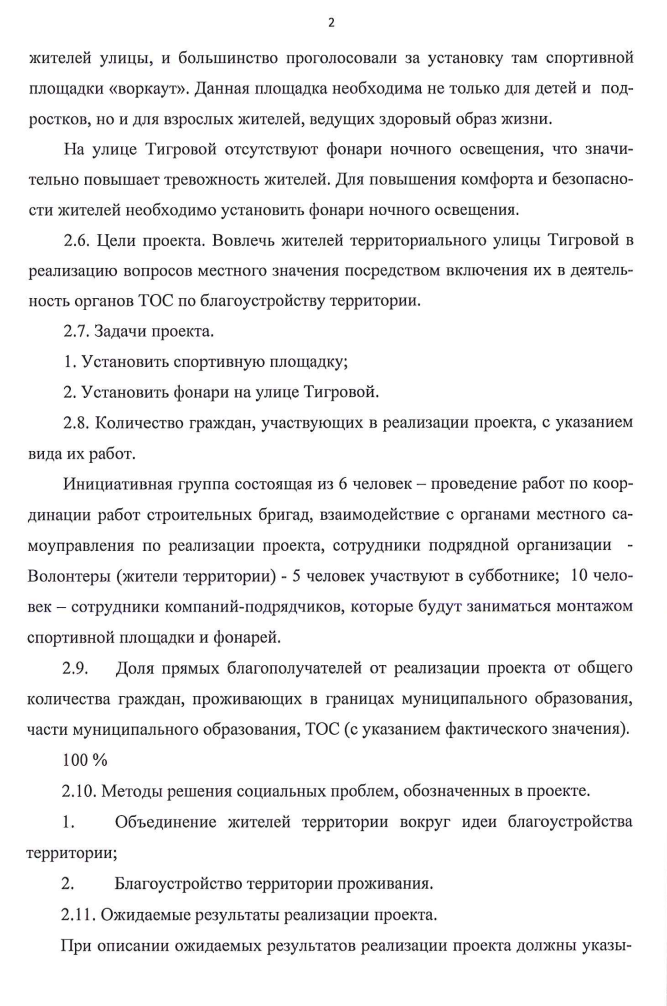 2
жителей улицы, и большинство проголосовали за установку там спортивной
площадки «воркаут». Данная площадка необходима не только для детей и под-
ростков, но и для взрослых жителей, ведущих здоровый образ жизни.
На улице Тигровой отсутствуют фонари ночного освещения, что значи-
тельно повышает тревожность жителей. Для повышения комфорта и безопасно-
сти жителей необходимо установить фонари ночного освещения.
2.6. Цели проекта. Вовлечь жителей территориального улицы Тигровой в
реализацию вопросов местного значения посредством включения их в деятель-
ность органов ТОС по благоустройству территории.
2.7. Задачи проекта.
1. Установить спортивную площадку;
2. Установить фонари на улице Тигровой.
2.8. Количество граждан, участвующих в реализации проекта, с указанием
вида их работ.
Инициативная группа состоящая из 6 человек – проведение работ по коор-
динации работ строительных бригад, взаимодействие с органами местного са-
моуправления по реализации проекта, сотрудники подрядной организации -
Волонтеры (жители территории) - 5 человек участвуют в субботнике; 10 чело-
век – сотрудники компаний-подрядчиков, которые будут заниматься монтажом
спортивной площадки и фонарей.
2.9. Доля прямых благополучателей от реализации проекта от общего
количества граждан, проживающих в границах муниципального образования,
части муниципального образования, ТОС (с указанием фактического значения).
100 %
2.10. Методы решения социальных проблем, обозначенных в проекте.
1. Объединение жителей территории вокруг идеи благоустройства
территории;
2. Благоустройство территории проживания.
2.11. Ожидаемые результаты реализации проекта.
При описании ожидаемых результатов реализации проекта должны указы-